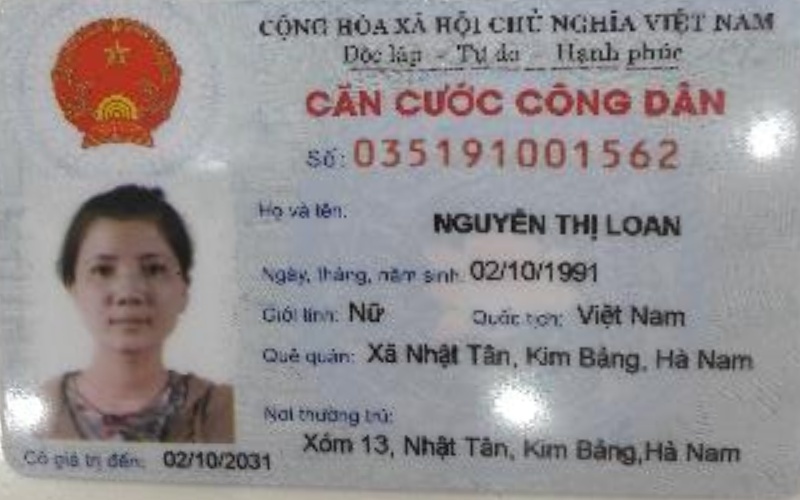 CỘNG HÒA XÃ HỘI CHỦ NGHĨA VIỆT NAM
Độc lập - Tự do - Hạnh phúc
CĂN CƯỚC CÔNG DÂN
Số: 035191001562
Họ và tên: NGUYỄN THỊ LOAN
Ngày, tháng, năm sinh: 02/10/1991
Giới tính: Nữ Quốc tịch: Việt Nam
Quê quán: Xã Nhật Tân, Kim Bảng, Hà Nam
Nơi thường trú:
Xóm 13, Nhật Tân, Kim Bảng,Hà Nam
Có giá trị đến: 02/10/2031